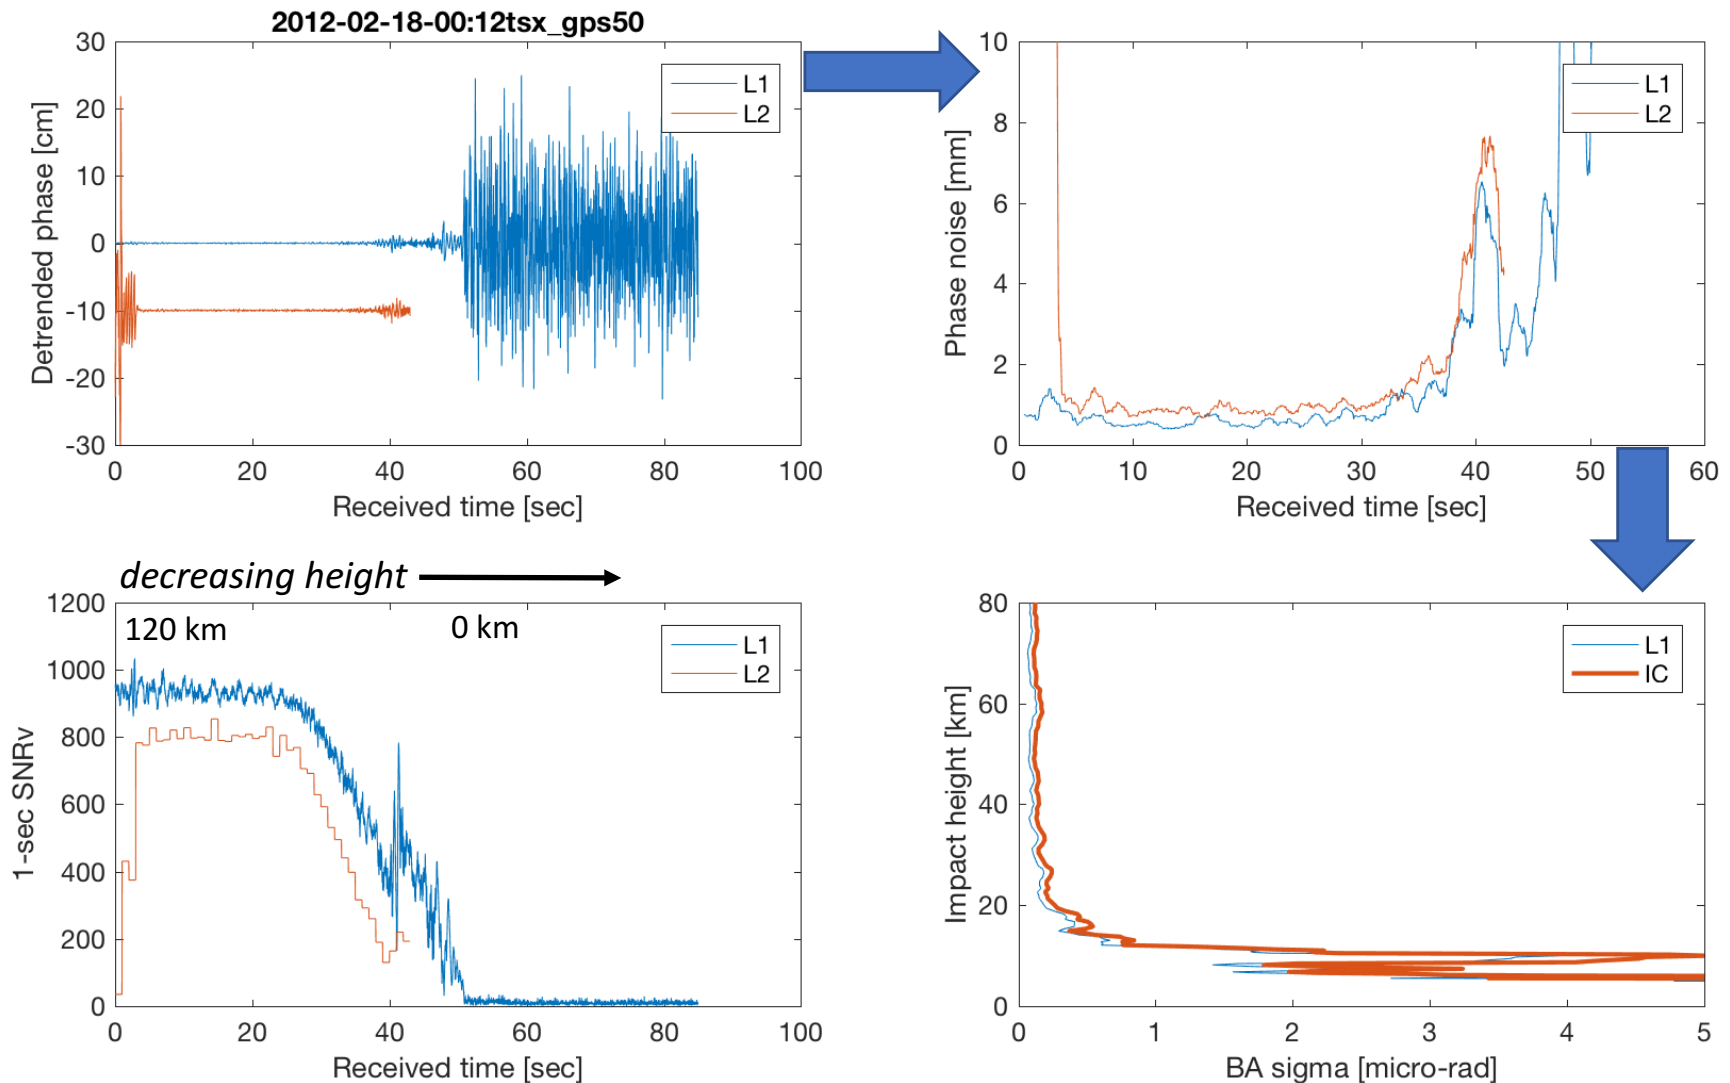 2012-02-18-00:12tsx_gps50
30
20
10
0
-10
-20
-30
Detrended phase [cm]
0
20
40
60
80
100
Received time [sec]
L1
L2
10
8
6
4
2
0
Phase noise [mm]
0
10
20
30
40
50
60
Received time [sec]
L1
L2
decreasing height
120 km
0 km
1200
1000
800
600
400
200
0
1-sec SNRv
0
20
40
60
80
100
Received time [sec]
L1
L2
80
60
40
20
0
Impact height [km]
0
1
2
3
4
5
BA sigma [micro-rad]
L1
IC